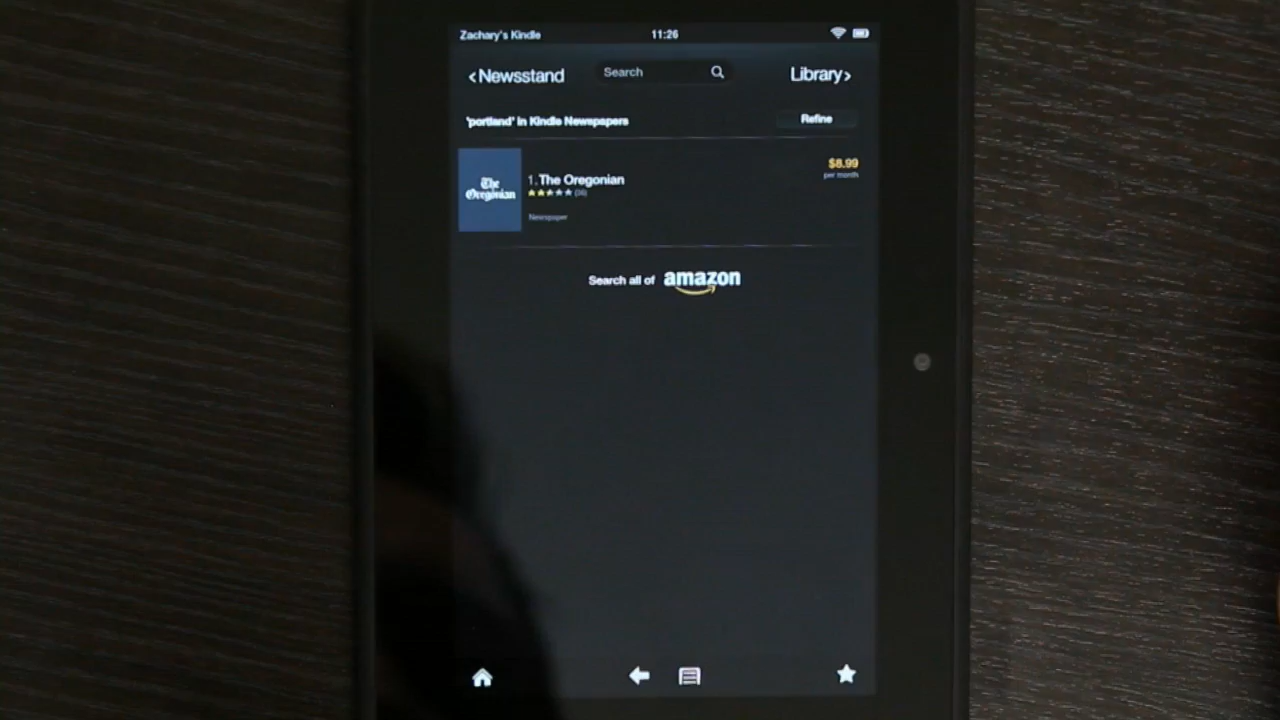 Zachary's Kindle 11:26
‹Newsstand Search Library›
'portland' in Kindle Newspapers Refine
The Oregonian
1. The Oregonian $8.99
per month
Newspaper
Search all of amazon